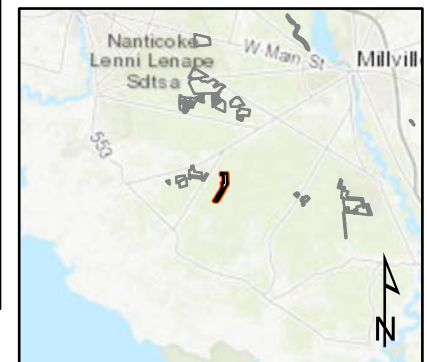 Nanticoke
Lenni Lenape
Sdtsa
W Main St
Millvill
553
N